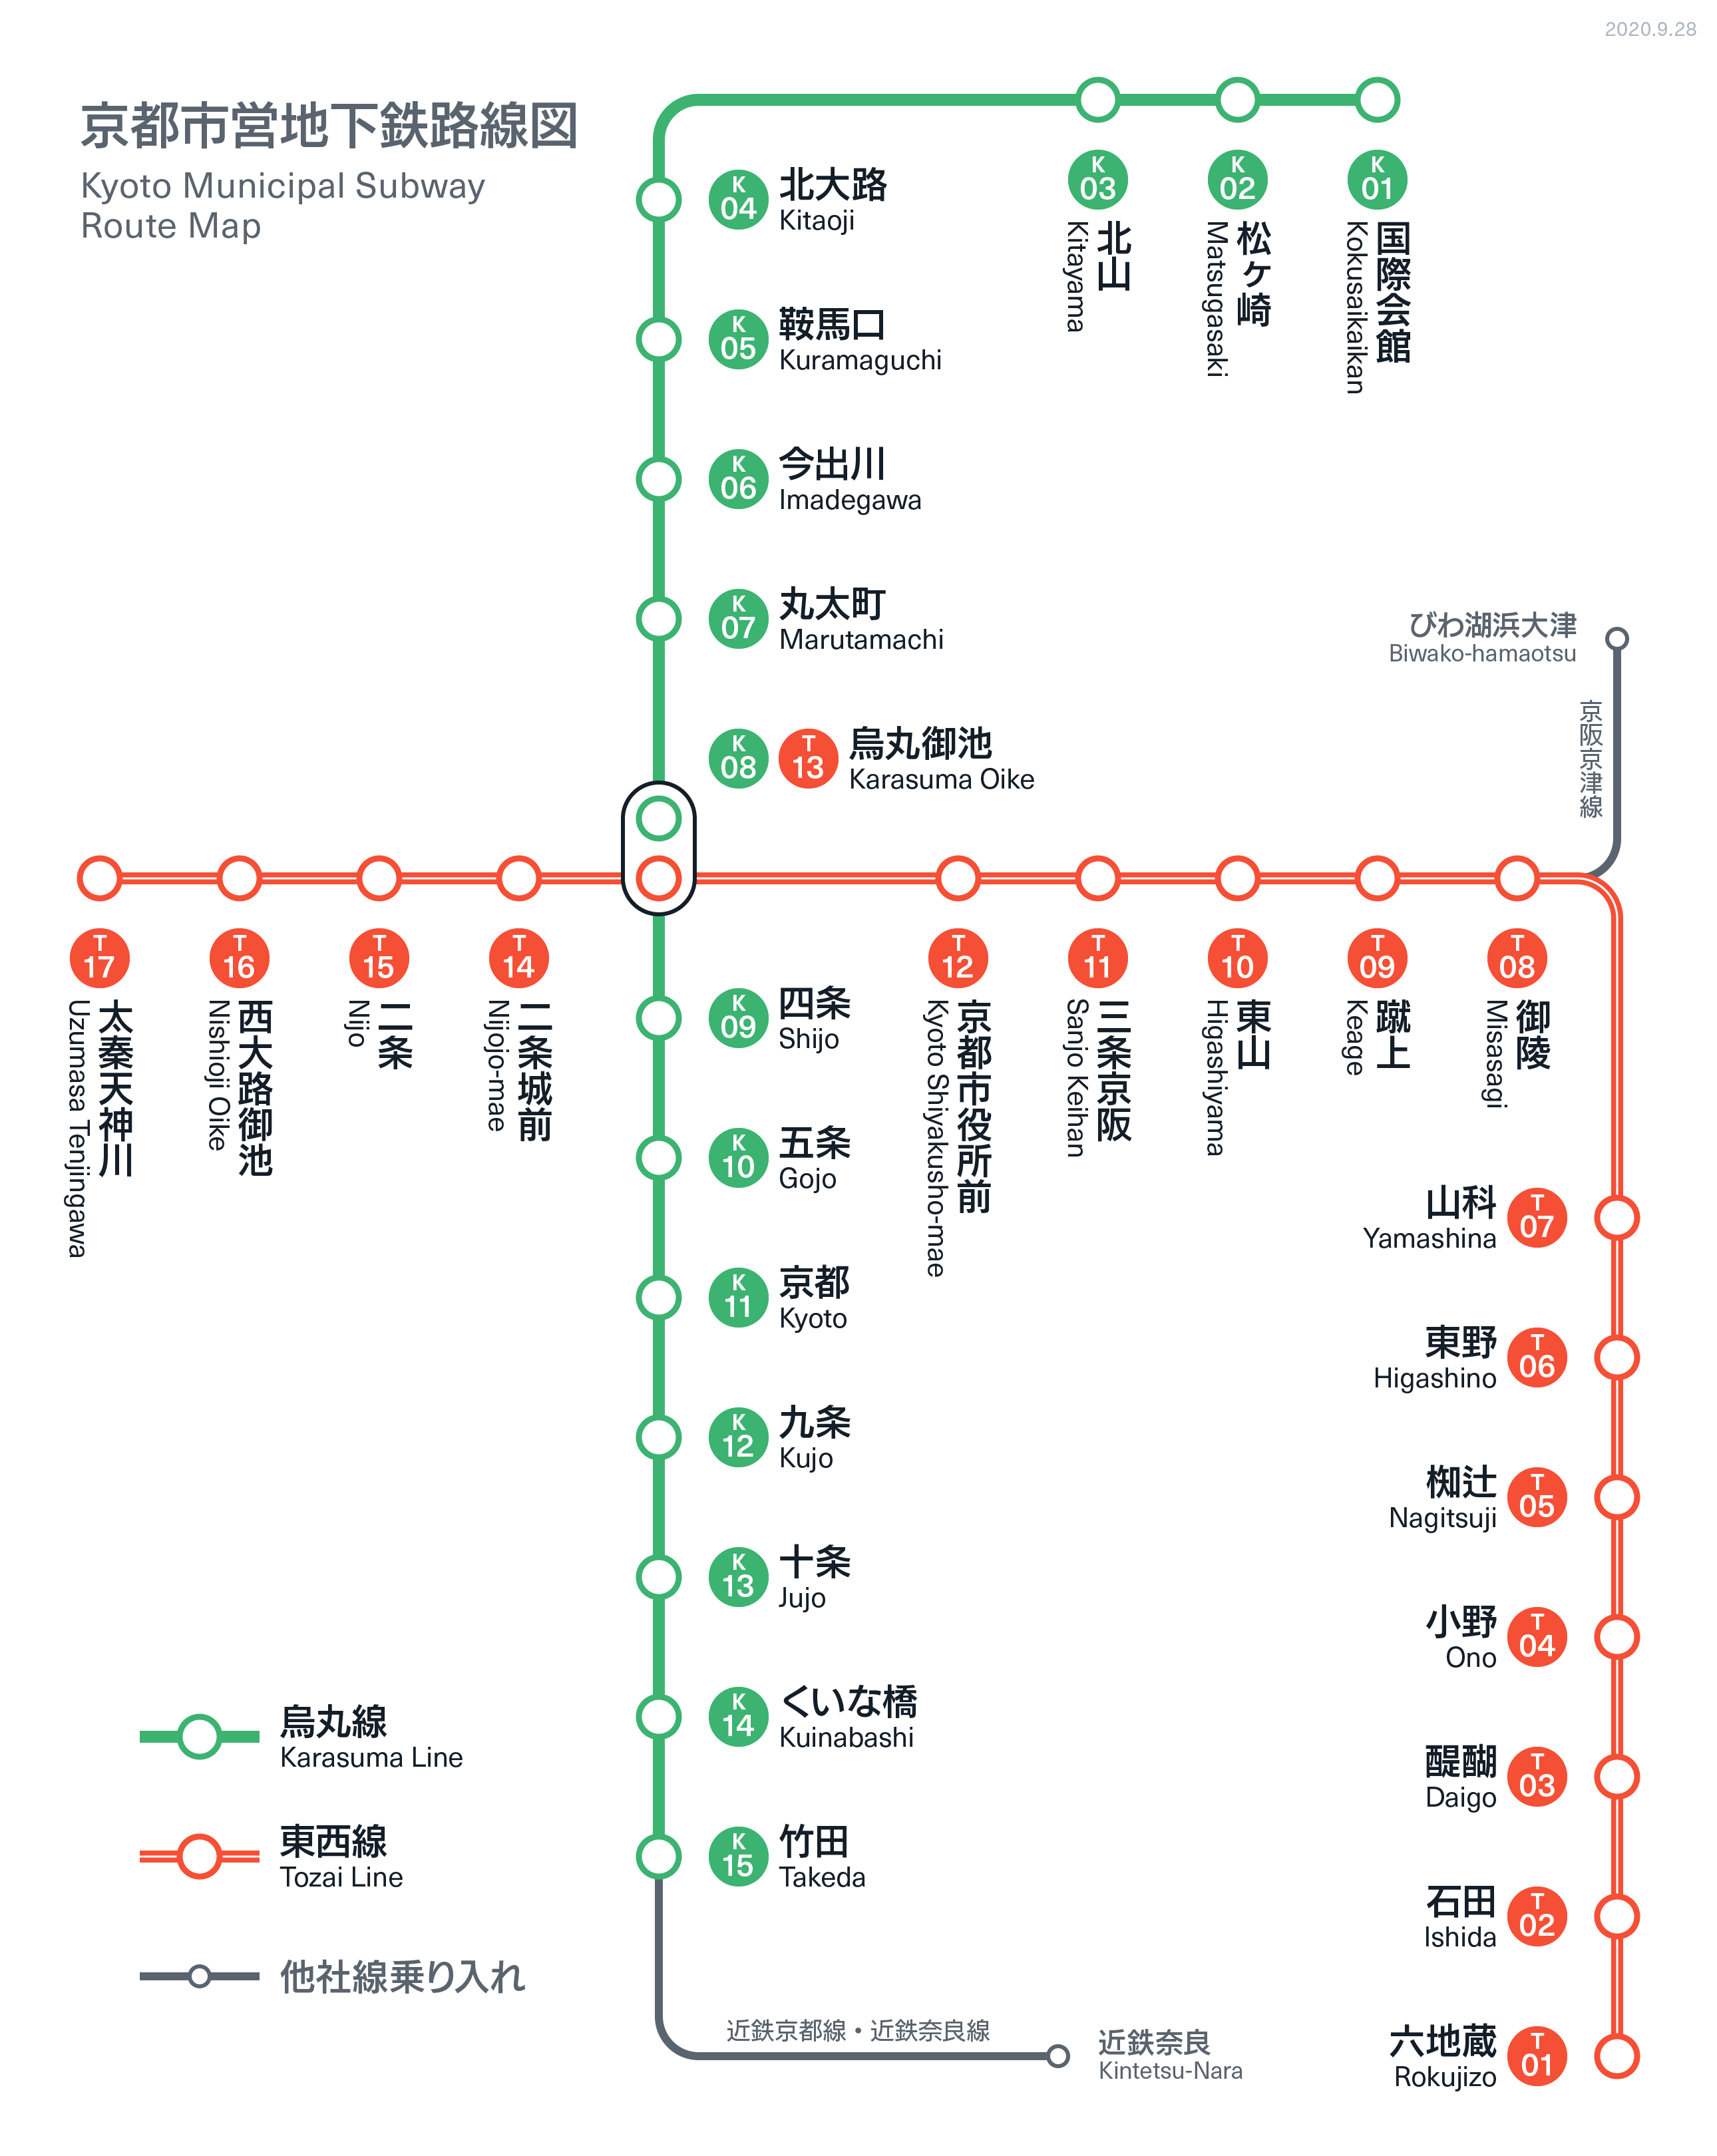 2020.9.28
京都市営地下鉄路線図
Kyoto Municipal Subway
Route Map
K
03
北山
Kitayama
K
02
松ヶ崎
Matsugasaki
K
01
国際会館
Kokusaikaikan
K
04
北大路
Kitaoji
K
05
鞍馬口
Kuramaguchi
K
06
今出川
Imadegawa
K
07
丸太町
Marutamachi
びわ湖浜大津
Biwako-hamaotsu
京阪京津線
K
08
T
13
烏丸御池
Karasuma Oike
T
17
太秦天神川
Uzumasa Tenjingawa
T
16
西大路御池
Nishioji Oike
T
15
二条
Nijo
T
14
二条城前
Nijojo-mae
T
12
京都市役所前
Kyoto Shiyakusho-mae
T
11
三条京阪
Sanjo Keihan
T
10
東山
Higashiyama
T
09
蹴上
Keage
T
08
御陵
Misasagi
K
09
四条
Shijo
K
10
五条
Gojo
K
11
京都
Kyoto
K
12
九条
Kujo
K
13
十条
Jujo
K
14
くいな橋
Kuinabashi
K
15
竹田
Takeda
山科
Yamashina
T
07
東野
Higashino
T
06
椥辻
Nagitsuji
T
05
小野
Ono
T
04
醍醐
Daigo
T
03
石田
Ishida
T
02
六地蔵
Rokujizo
T
01
烏丸線
Karasuma Line
東西線
Tozai Line
他社線乗り入れ
近鉄京都線・近鉄奈良線
近鉄奈良
Kintetsu-Nara